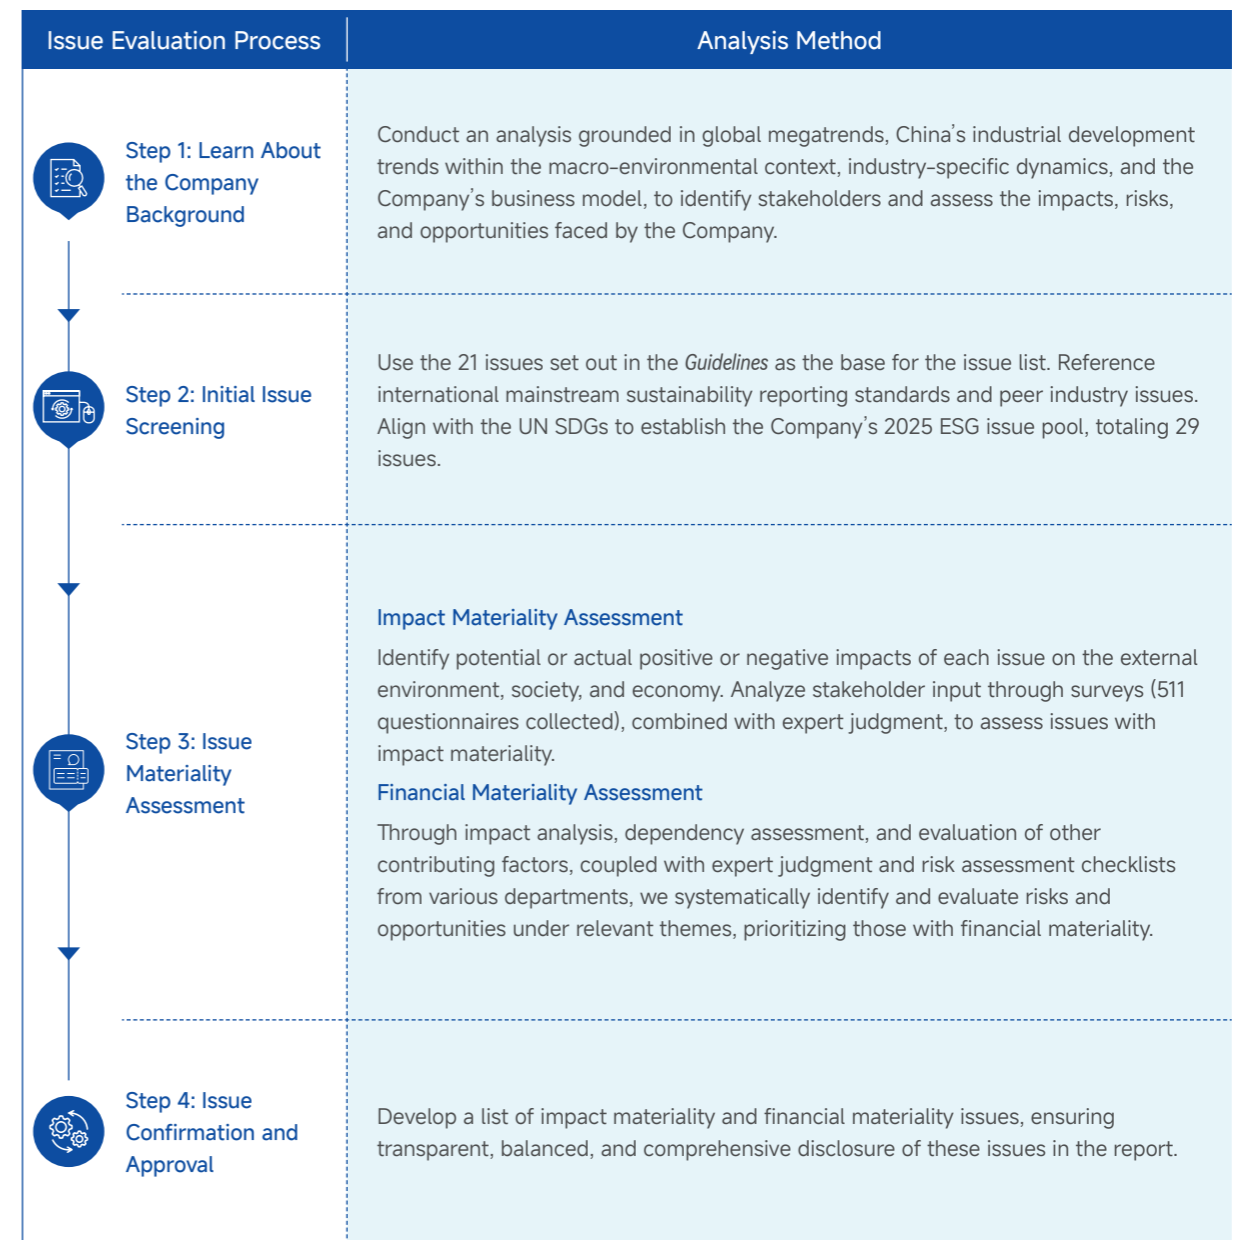 Issue Evaluation Process
Analysis Method
Step 1: Learn About
the Company
Background
Conduct an analysis grounded in global megatrends, China's industrial development
trends within the macro-environmental context, industry-specific dynamics, and the
Company's business model, to identify stakeholders and assess the impacts, risks,
and opportunities faced by the Company.
Step 2: Initial Issue
Screening
Use the 21 issues set out in the Guidelines as the base for the issue list. Reference
international mainstream sustainability reporting standards and peer industry issues.
Align with the UN SDGs to establish the Company's 2025 ESG issue pool, totaling 29
issues.
Step 3: Issue
Materiality
Assessment
Impact Materiality Assessment
Identify potential or actual positive or negative impacts of each issue on the external
environment, society, and economy. Analyze stakeholder input through surveys (511
questionnaires collected), combined with expert judgment, to assess issues with
impact materiality.
Financial Materiality Assessment
Through impact analysis, dependency assessment, and evaluation of other
contributing factors, coupled with expert judgment and risk assessment checklists
from various departments, we systematically identify and evaluate risks and
opportunities under relevant themes, prioritizing those with financial materiality.
Step 4: Issue
Confirmation and
Approval
Develop a list of impact materiality and financial materiality issues, ensuring
transparent, balanced, and comprehensive disclosure of these issues in the report.